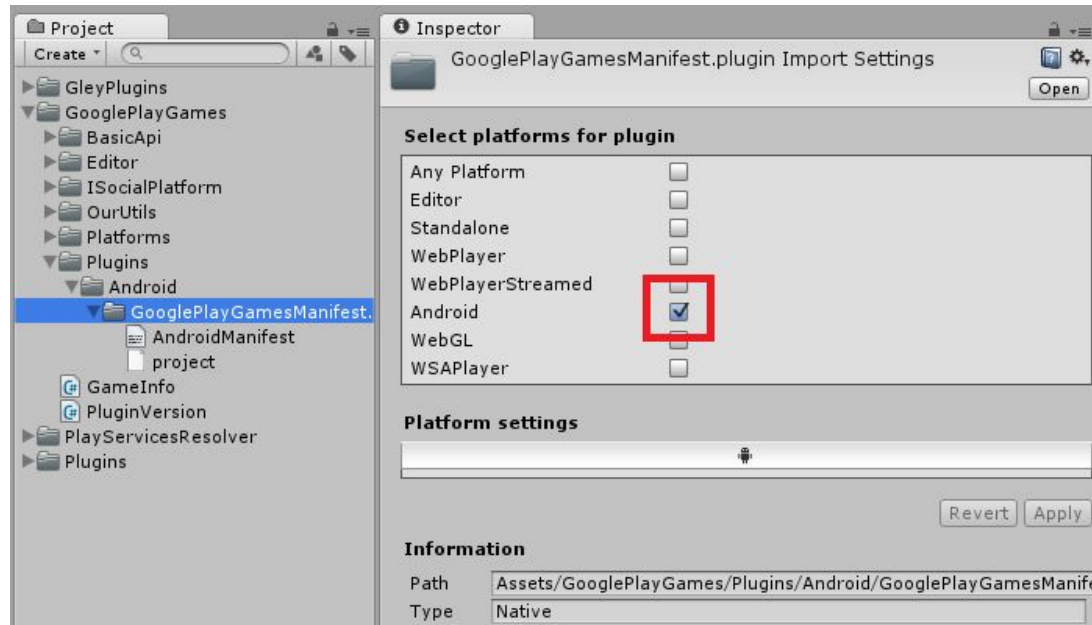 Project
Create
GleyPlugins
GooglePlayGames
BasicApi
Editor
ISocialPlatform
OurUtils
Platforms
Plugins
Android
GooglePlayGamesManifest.
AndroidManifest
project
GameInfo
PluginVersion
PlayServicesResolver
Plugins
Inspector
GooglePlayGamesManifest.plugin Import Settings
Open
Select platforms for plugin
Any Platform
Editor
Standalone
WebPlayer
WebPlayerStreamed
Android
WebGL
WSAPlayer
Platform settings
Revert Apply
Information
Path Assets/GooglePlayGames/Plugins/Android/GooglePlayGamesManife
Type Native